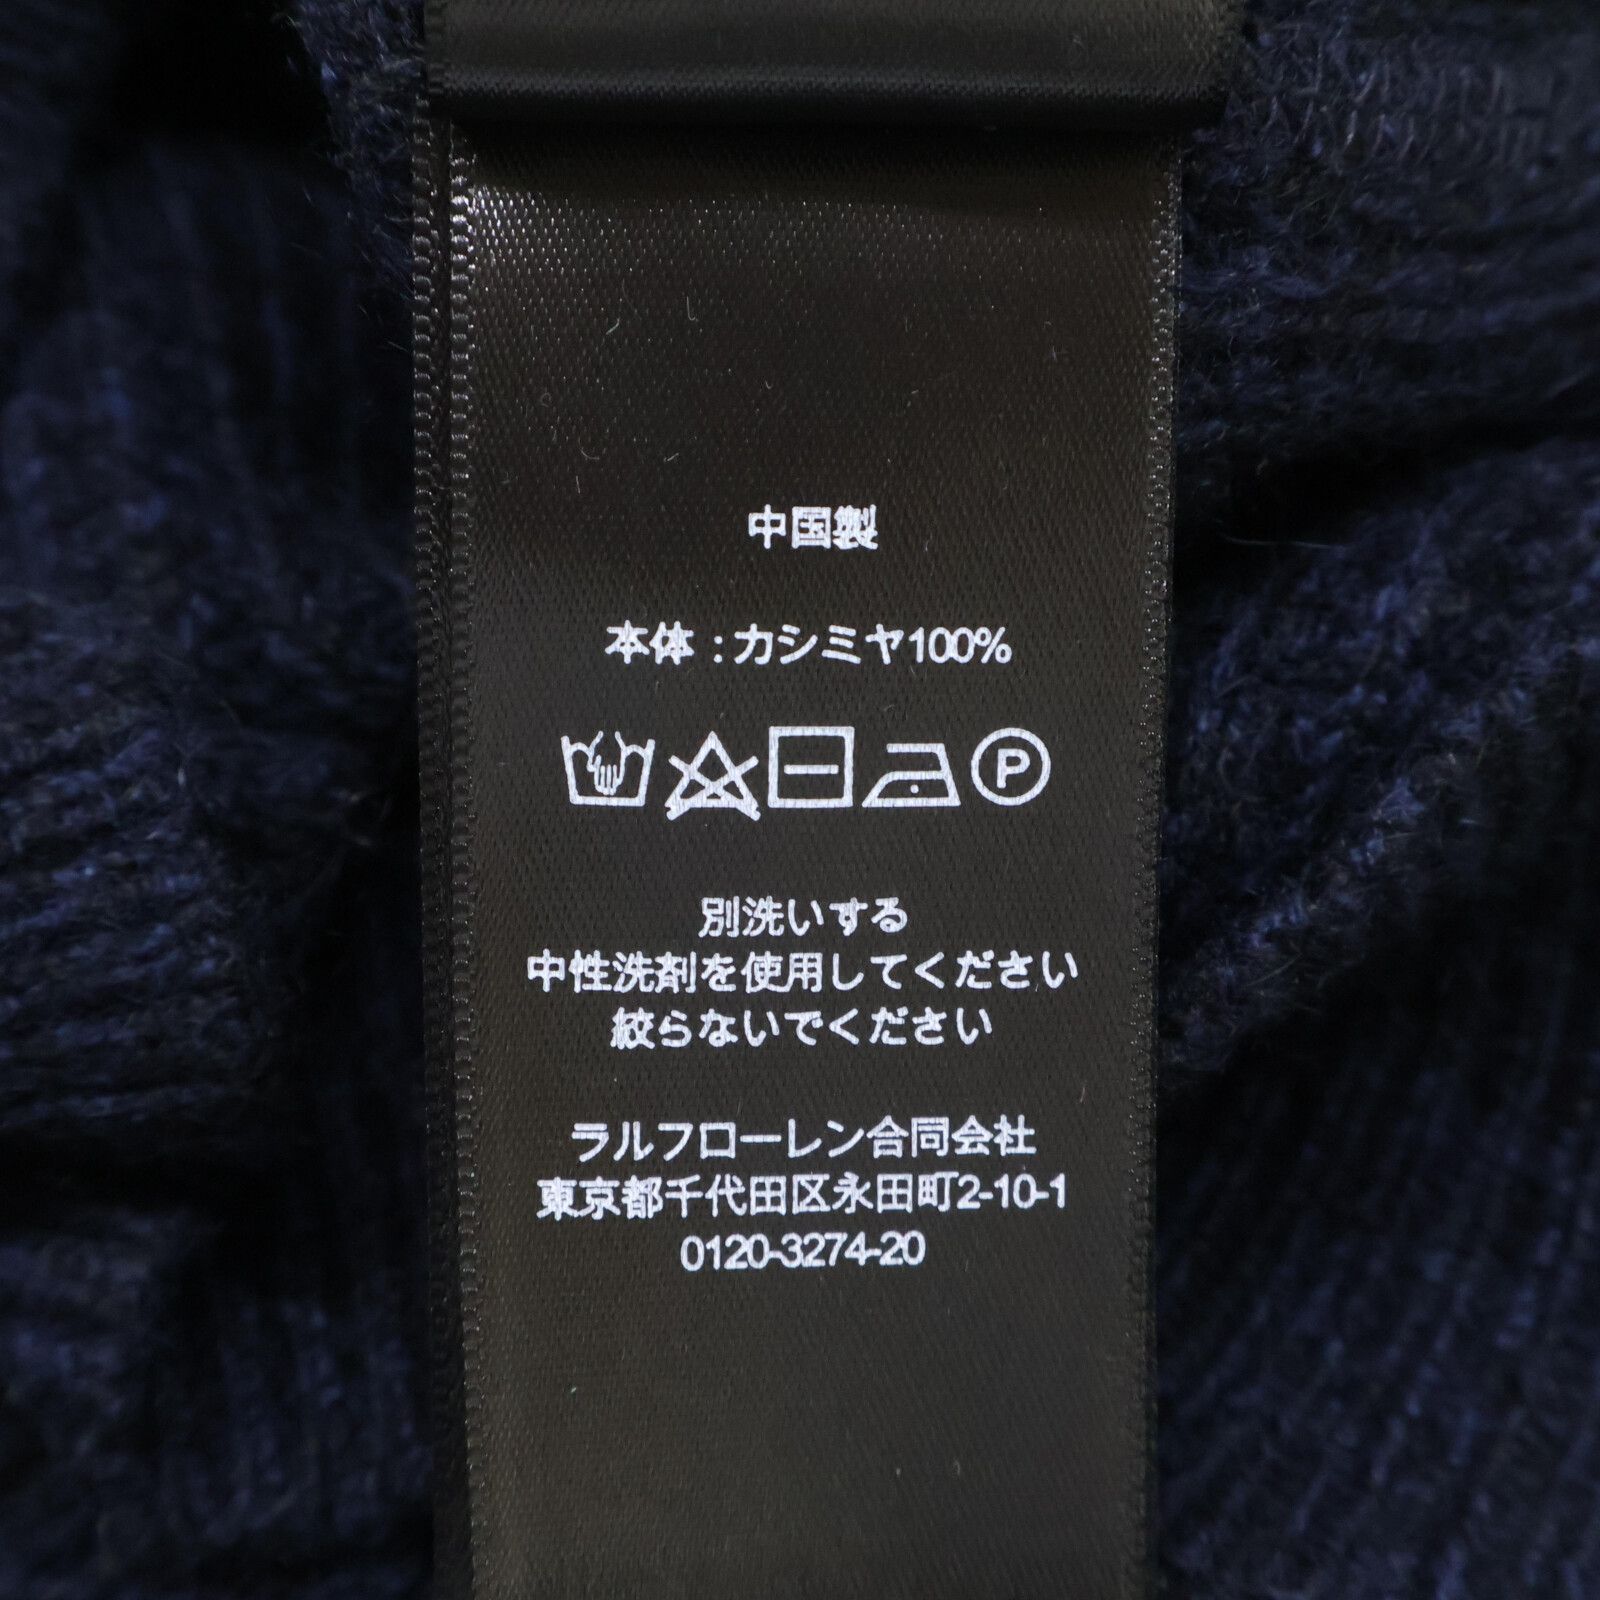 中国製
本体:カシミヤ100%
P
別洗いする
中性洗剤を使用してください
絞らないでください
ラルフローレン合同会社
東京都千代田区永田町2-10-1
0120-3274-20